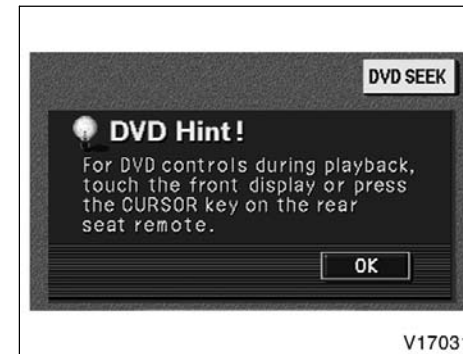 DVD SEEK
DVD Hint!
For DVD controls during playback,
touch the front display or press
the CURSOR key on the rear
seat remote.
OK